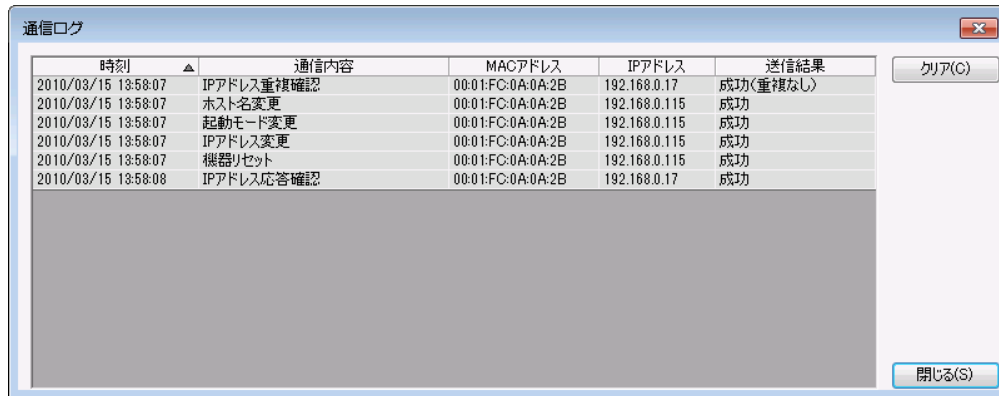 通信ログ
時刻 通信内容 MACアドレス IPアドレス 送信結果
2010/03/15 13:58:07 IPアドレス重複確認 00:01:FC:0A:0A:2B 192.168.0.17 成功(重複なし)
2010/03/15 13:58:07 ホスト名変更 00:01:FC:0A:0A:2B 192.168.0.115 成功
2010/03/15 13:58:07 起動モード変更 00:01:FC:0A:0A:2B 192.168.0.115 成功
2010/03/15 13:58:07 IPアドレス変更 00:01:FC:0A:0A:2B 192.168.0.115 成功
2010/03/15 13:58:07 機器リセット 00:01:FC:0A:0A:2B 192.168.0.115 成功
2010/03/15 13:58:08 IPアドレス応答確認 00:01:FC:0A:0A:2B 192.168.0.17 成功
クリア(C)
閉じる(S)